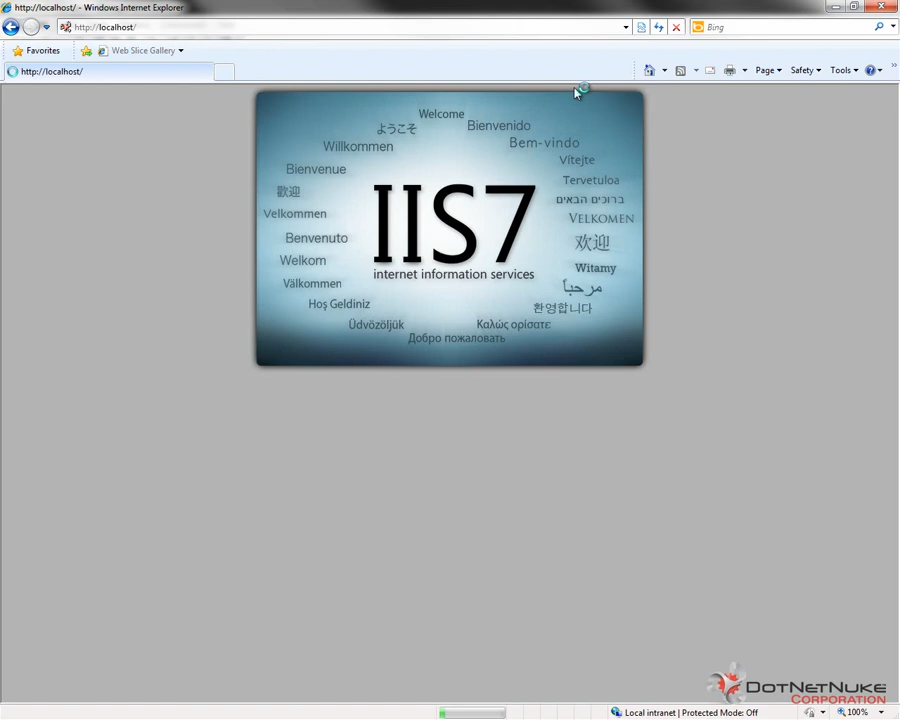 http://localhost/ - Windows Internet Explorer
http://localhost/
Bing
Favorites
Web Slice Gallery
http://localhost/
Page
Safety
Tools
Welcome
ようこそ
Bienvenido
Willkommen
Bem-vindo
Vítejte
Bienvenue
Tervetuloa
歡迎
ברוכים הבאים
Velkommen
VELKOMEN
Benvenuto
欢迎
Welkom
Witamy
Välkommen
مرحباً
Hoş Geldiniz
환영합니다
Üdvözöljük
Καλώς ορίσατε
Добро пожаловать
IIS7
internet information services
DOTNETNUKE
CORPORATION
Local intranet | Protected Mode: Off
100%